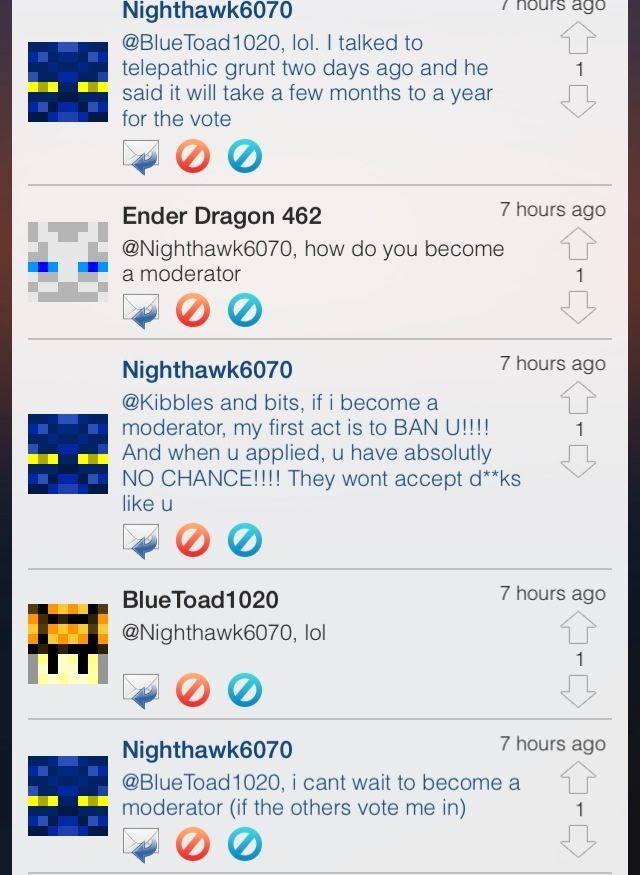 Nighthawk6070
7 hours ago
@BlueToad1020, lol. I talked to
telepathic grunt two days ago and he
said it will take a few months to a year
for the vote
1
Ender Dragon 462
7 hours ago
@Nighthawk6070, how do you become
a moderator
1
Nighthawk6070
7 hours ago
@Kibbles and bits, if i become a
moderator, my first act is to BAN U!!!!
And when u applied, u have absolutly
NO CHANCE!!!! They wont accept d**ks
like u
1
BlueToad1020
7 hours ago
@Nighthawk6070, lol
1
Nighthawk6070
7 hours ago
@BlueToad1020, i cant wait to become a
moderator (if the others vote me in)
1